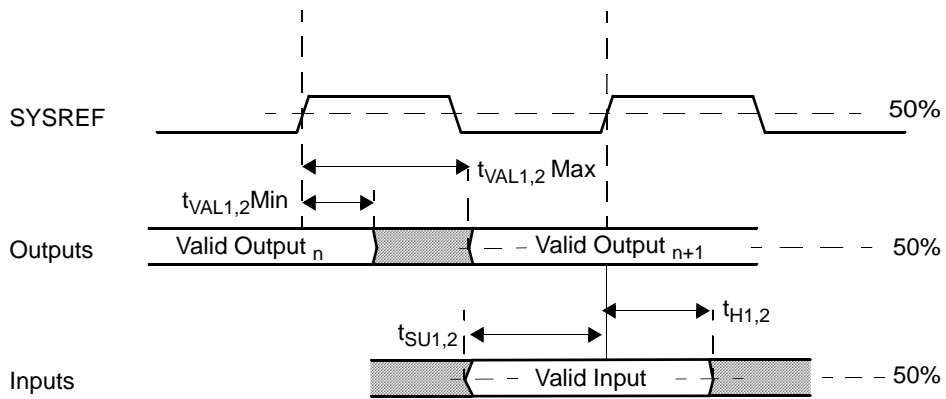 SYSREF
50%
tVAL1,2 Max
tVAL1,2Min
Outputs
Valid Output n
Valid Output n+1
50%
tSU1,2
tH1,2
Inputs
Valid Input
50%